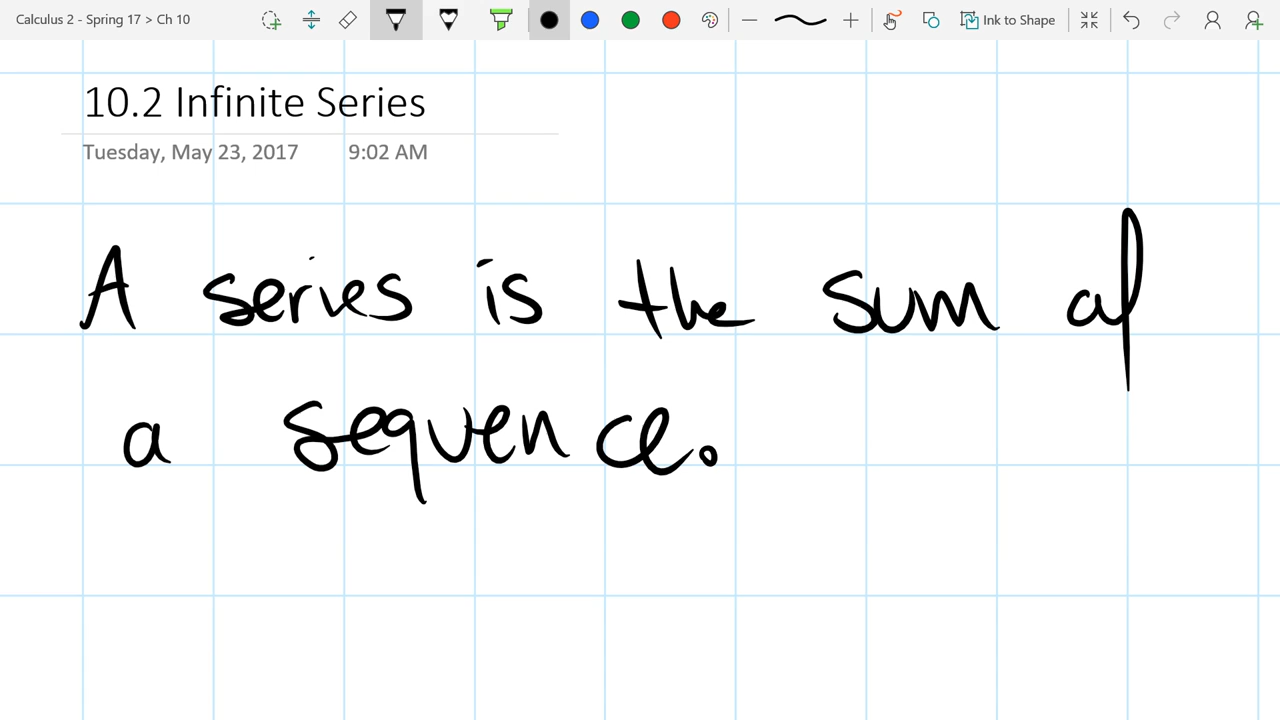 Calculus 2 - Spring 17 > Ch 10
Ink to Shape
10.2 Infinite Series
Tuesday, May 23, 2017 9:02 AM
A series is the sum of
a sequence.